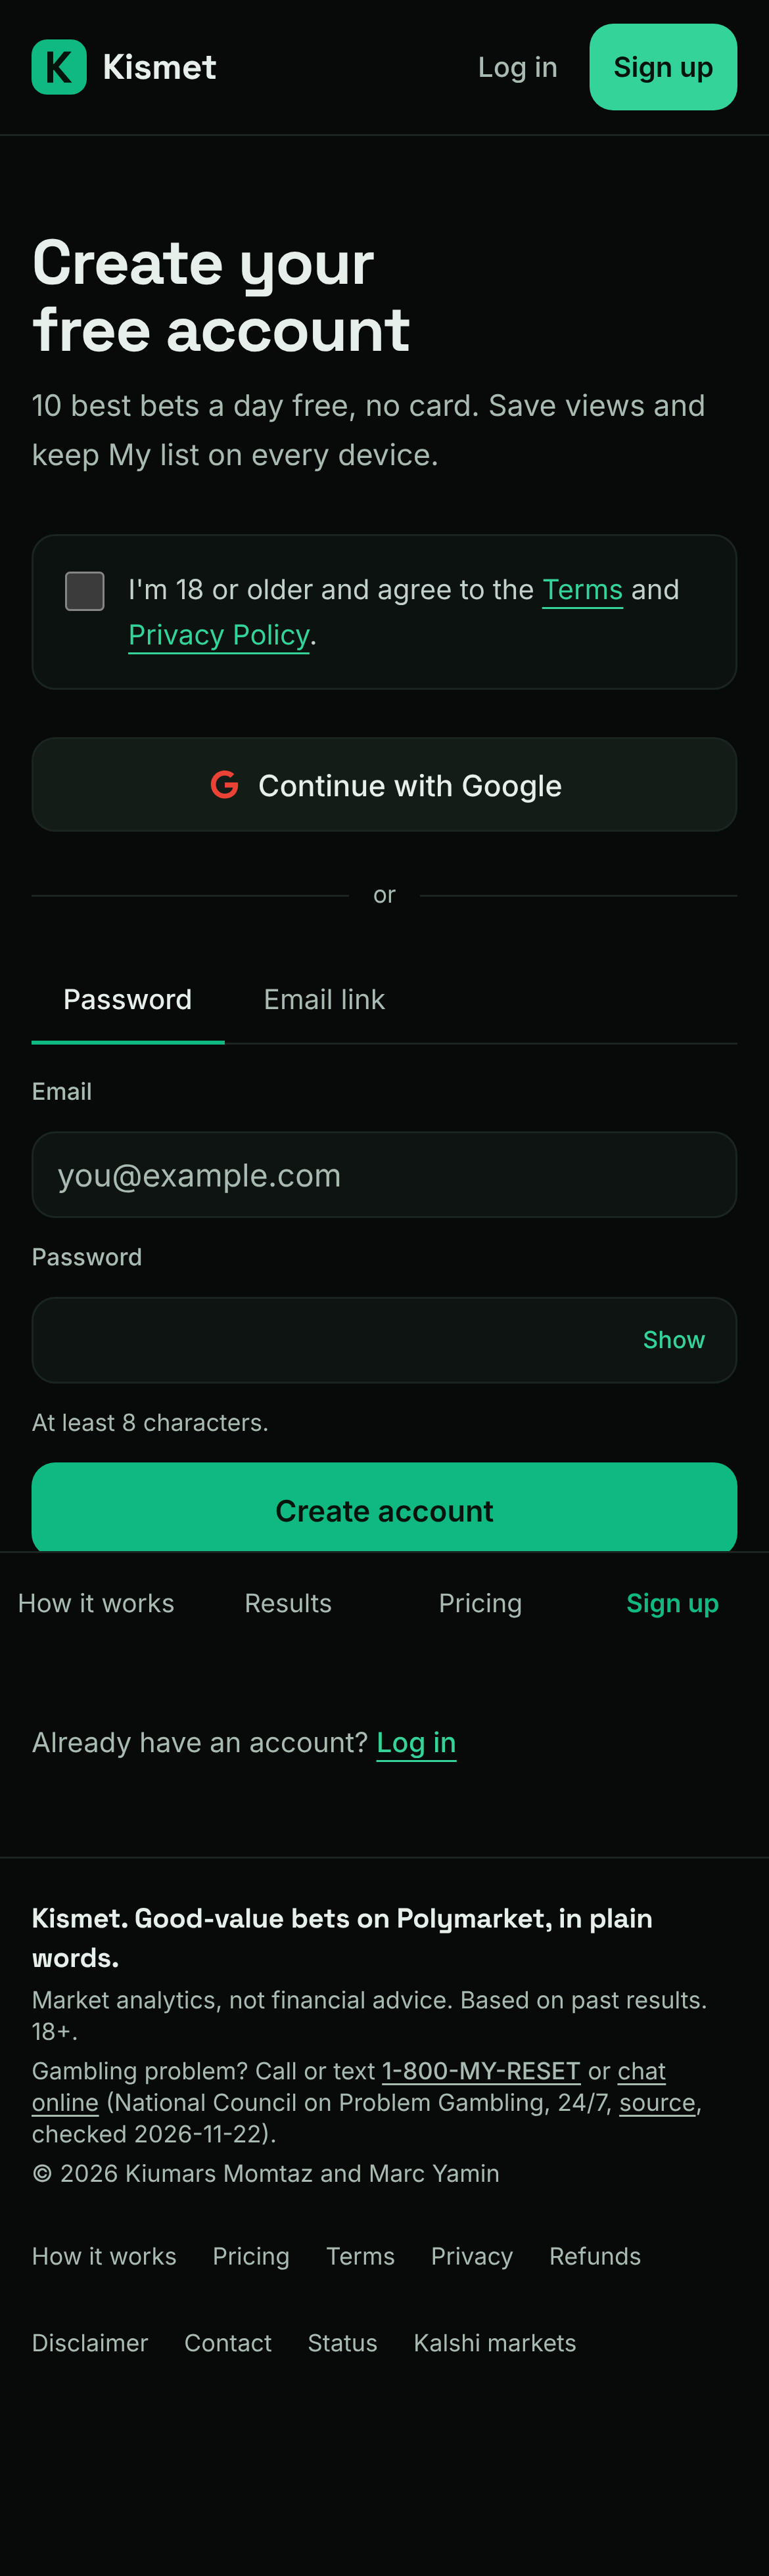 K Kismet Log in Sign up
Create your
free account
10 best bets a day free, no card. Save views and
keep My list on every device.
I'm 18 or older and agree to the Terms and
Privacy Policy.
G Continue with Google
or
Password Email link
Email
you@example.com
Password
Show
At least 8 characters.
Create account
How it works Results Pricing Sign up
Already have an account? Log in
Kismet. Good-value bets on Polymarket, in plain
words.
Market analytics, not financial advice. Based on past results.
18+.
Gambling problem? Call or text 1-800-MY-RESET or chat
online (National Council on Problem Gambling, 24/7, source,
checked 2026-11-22).
© 2026 Kiumars Momtaz and Marc Yamin
How it works Pricing Terms Privacy Refunds
Disclaimer Contact Status Kalshi markets